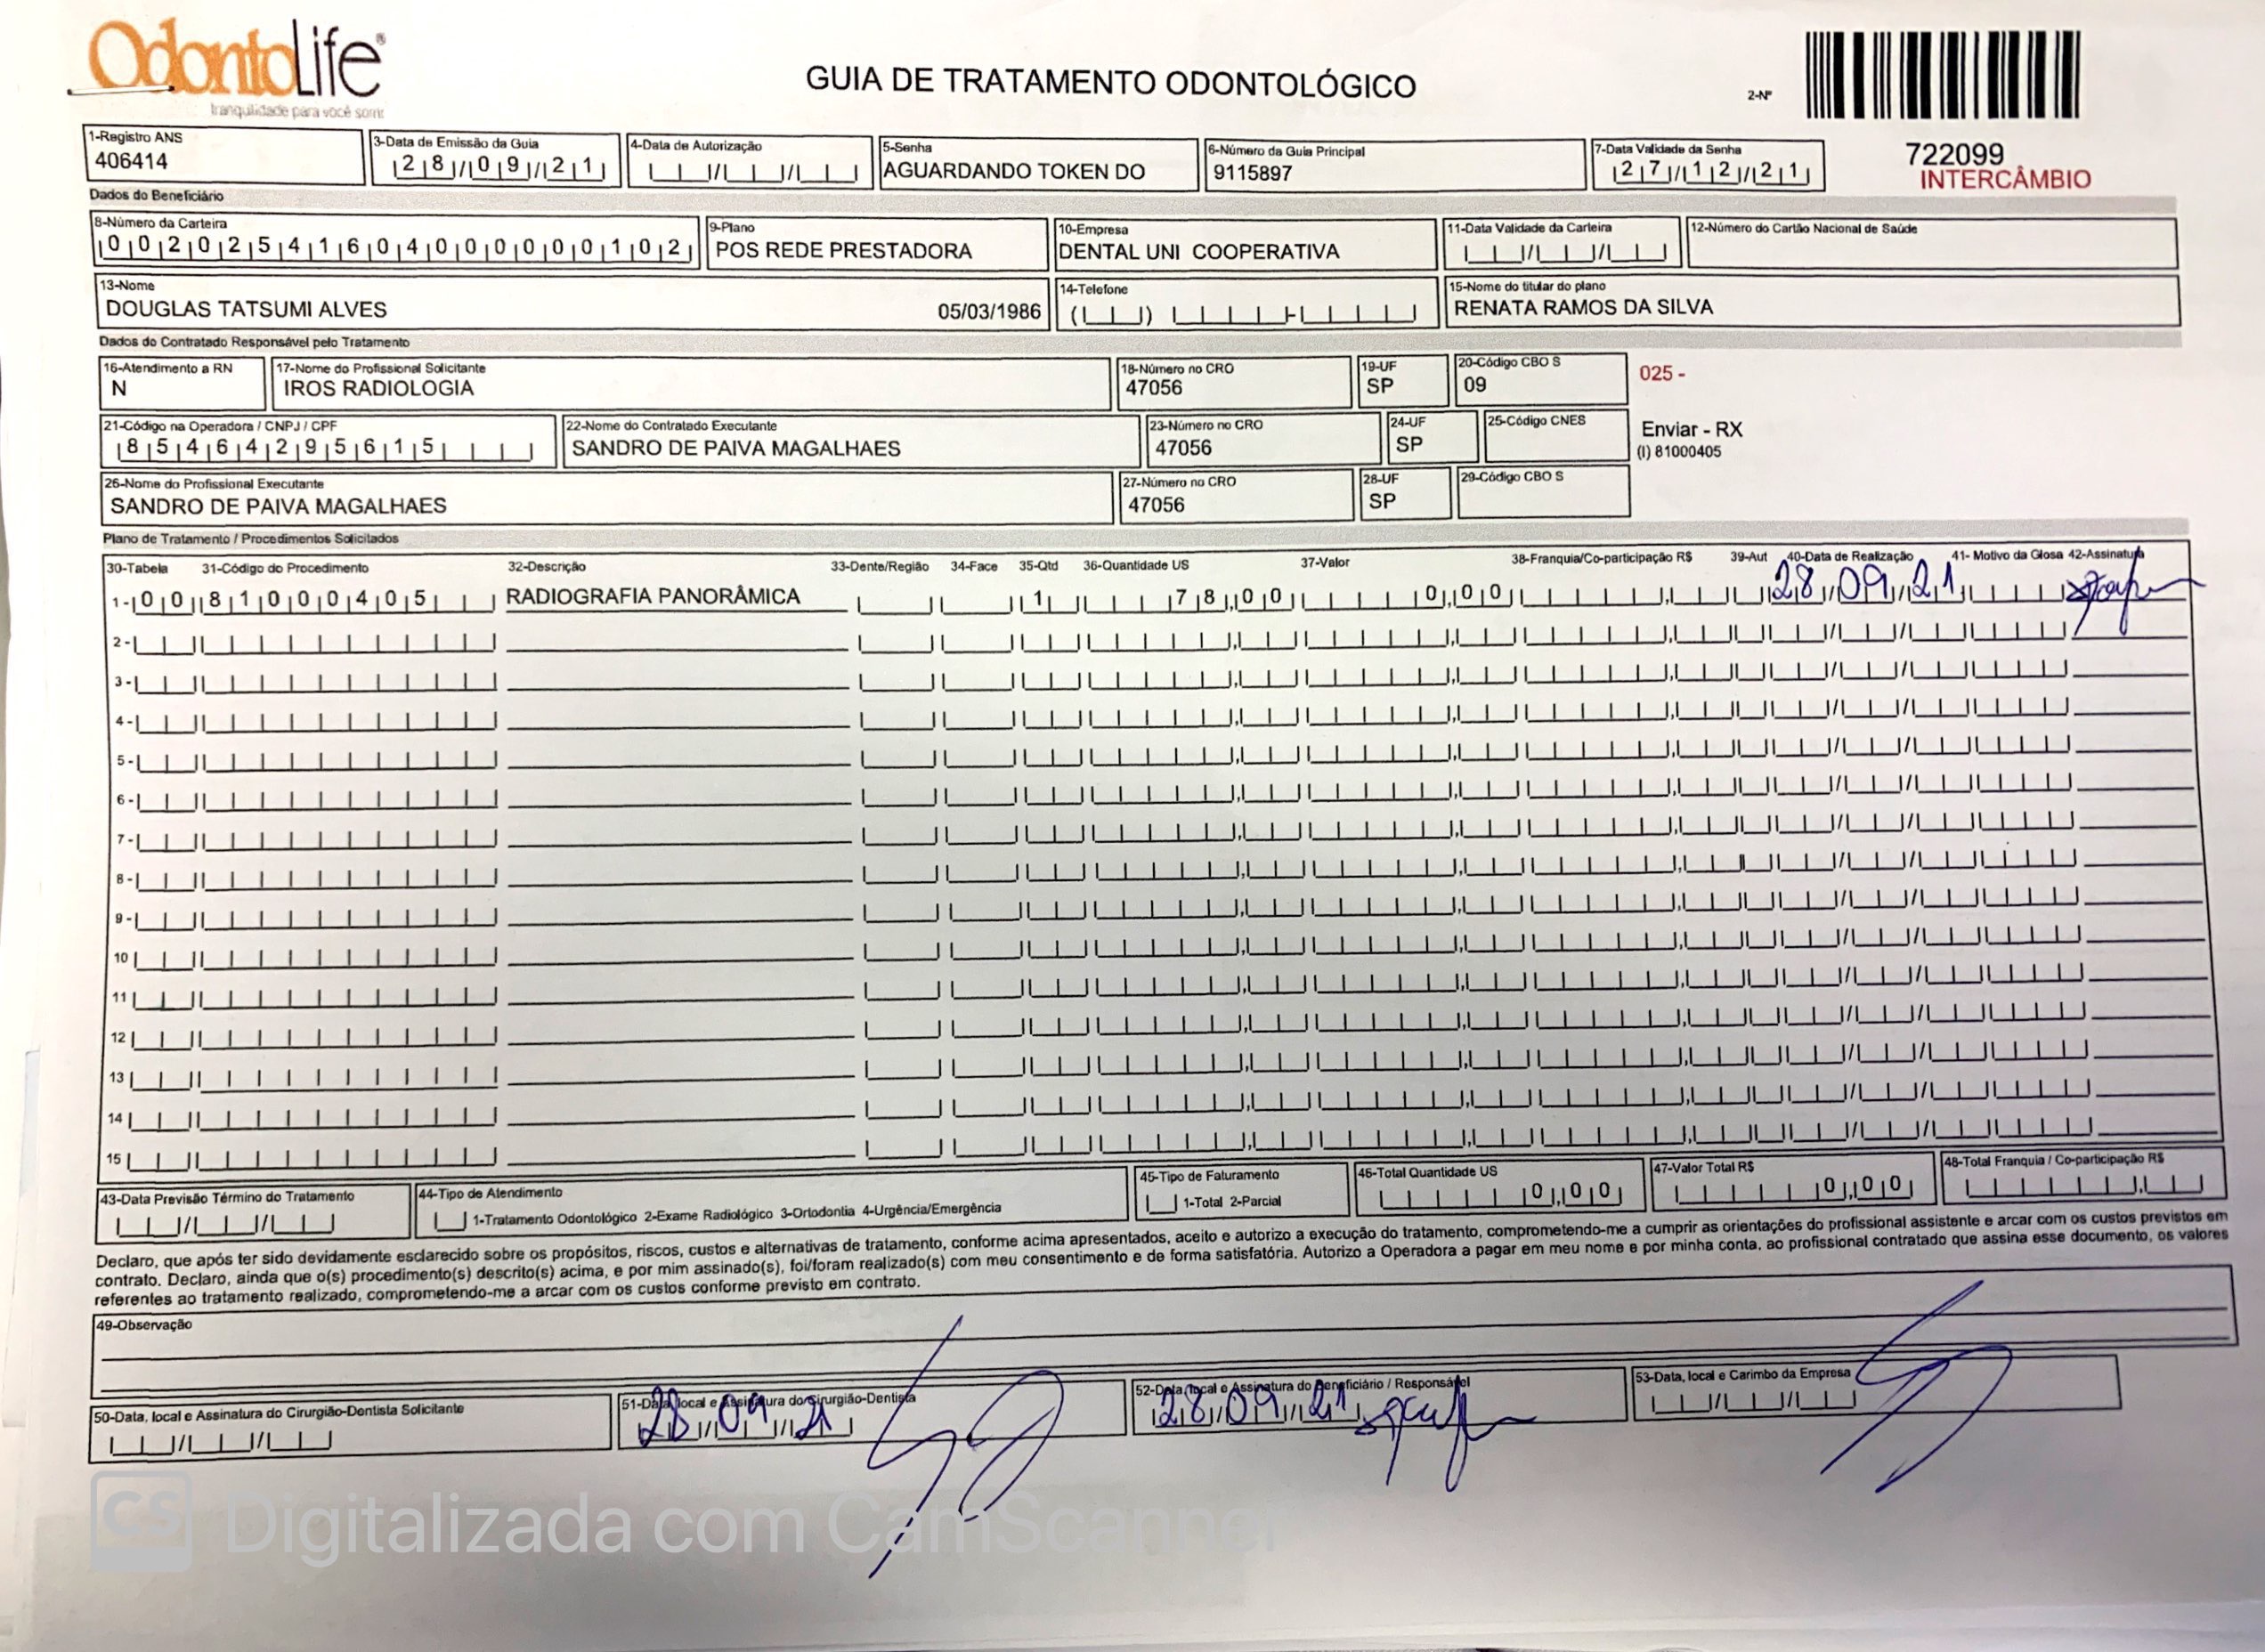 OdontoLife®
tranquilidade para você sorrir
GUIA DE TRATAMENTO ODONTOLÓGICO
2-Nº
722099
INTERCÂMBIO
1-Registro ANS
406414
3-Data de Emissão da Guia
28/09/21
4-Data de Autorização
5-Senha
AGUARDANDO TOKEN DO
6-Número da Guia Principal
9115897
7-Data Validade da Senha
27/12/21
Dados do Beneficiário
8-Número da Carteira
00202541604000000102
9-Plano
POS REDE PRESTADORA
10-Empresa
DENTAL UNI COOPERATIVA
11-Data Validade da Carteira
12-Número do Cartão Nacional de Saúde
13-Nome
DOUGLAS TATSUMI ALVES 05/03/1986
14-Telefone
15-Nome do titular do plano
RENATA RAMOS DA SILVA
Dados do Contratado Responsável pelo Tratamento
16-Atendimento a RN
N
17-Nome do Profissional Solicitante
IROS RADIOLOGIA
18-Número no CRO
47056
19-UF
SP
20-Código CBO S
09
025 -
21-Código na Operadora / CNPJ / CPF
85464295615
22-Nome do Contratado Executante
SANDRO DE PAIVA MAGALHAES
23-Número no CRO
47056
24-UF
SP
25-Código CNES
Enviar - RX
(I) 81000405
26-Nome do Profissional Executante
SANDRO DE PAIVA MAGALHAES
27-Número no CRO
47056
28-UF
SP
29-Código CBO S
Plano de Tratamento / Procedimentos Solicitados
30-Tabela 31-Código do Procedimento 32-Descrição 33-Dente/Região 34-Face 35-Qtd 36-Quantidade US 37-Valor 38-Franquia/Co-participação R$ 39-Aut 40-Data de Realização 41- Motivo da Glosa 42-Assinatura
1- 00 81000405 RADIOGRAFIA PANORÂMICA 1 78,00 0,00 28/09/21
2-
3-
4-
5-
6-
7-
8-
9-
10
11
12
13
14
15
43-Data Previsão Término do Tratamento
44-Tipo de Atendimento
1-Tratamento Odontológico 2-Exame Radiológico 3-Ortodontia 4-Urgência/Emergência
45-Tipo de Faturamento
1-Total 2-Parcial
46-Total Quantidade US
0,00
47-Valor Total R$
0,00
48-Total Franquia / Co-participação R$
Declaro, que após ter sido devidamente esclarecido sobre os propósitos, riscos, custos e alternativas de tratamento, conforme acima apresentados, aceito e autorizo a execução do tratamento, comprometendo-me a cumprir as orientações do profissional assistente e arcar com os custos previstos em
contrato. Declaro, ainda que o(s) procedimento(s) descrito(s) acima, e por mim assinado(s), foi/foram realizado(s) com meu consentimento e de forma satisfatória. Autorizo a Operadora a pagar em meu nome e por minha conta, ao profissional contratado que assina esse documento, os valores
referentes ao tratamento realizado, comprometendo-me a arcar com os custos conforme previsto em contrato.
49-Observação
50-Data, local e Assinatura do Cirurgião-Dentista Solicitante
51-Data, local e Assinatura do Cirurgião-Dentista
28/09/21
52-Data, local e Assinatura do Beneficiário / Responsável
28/09/21
53-Data, local e Carimbo da Empresa
CS Digitalizada com CamScanner